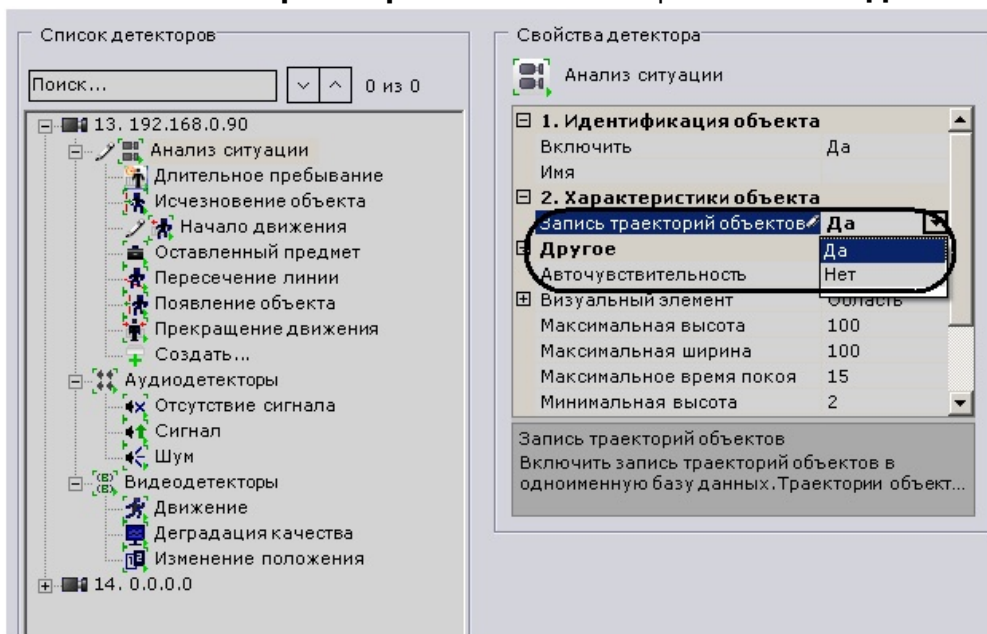 Список детекторов
Поиск...
0 из 0
13. 192.168.0.90
Анализ ситуации
Длительное пребывание
Исчезновение объекта
Начало движения
Оставленный предмет
Пересечение линии
Появление объекта
Прекращение движения
Создать...
Аудиодетекторы
Отсутствие сигнала
Сигнал
Шум
Видеодетекторы
Движение
Деградация качества
Изменение положения
14. 0.0.0.0
Свойства детектора
Анализ ситуации
1. Идентификация объекта
Включить Да
Имя
2. Характеристики объекта
Запись траекторий объектов Да
Другое Да
Авточувствительность Нет
Визуальный элемент Область
Максимальная высота 100
Максимальная ширина 100
Максимальное время покоя 15
Минимальная высота 2
Запись траекторий объектов
Включить запись траекторий объектов в
одноименную базу данных.Траектории объект...